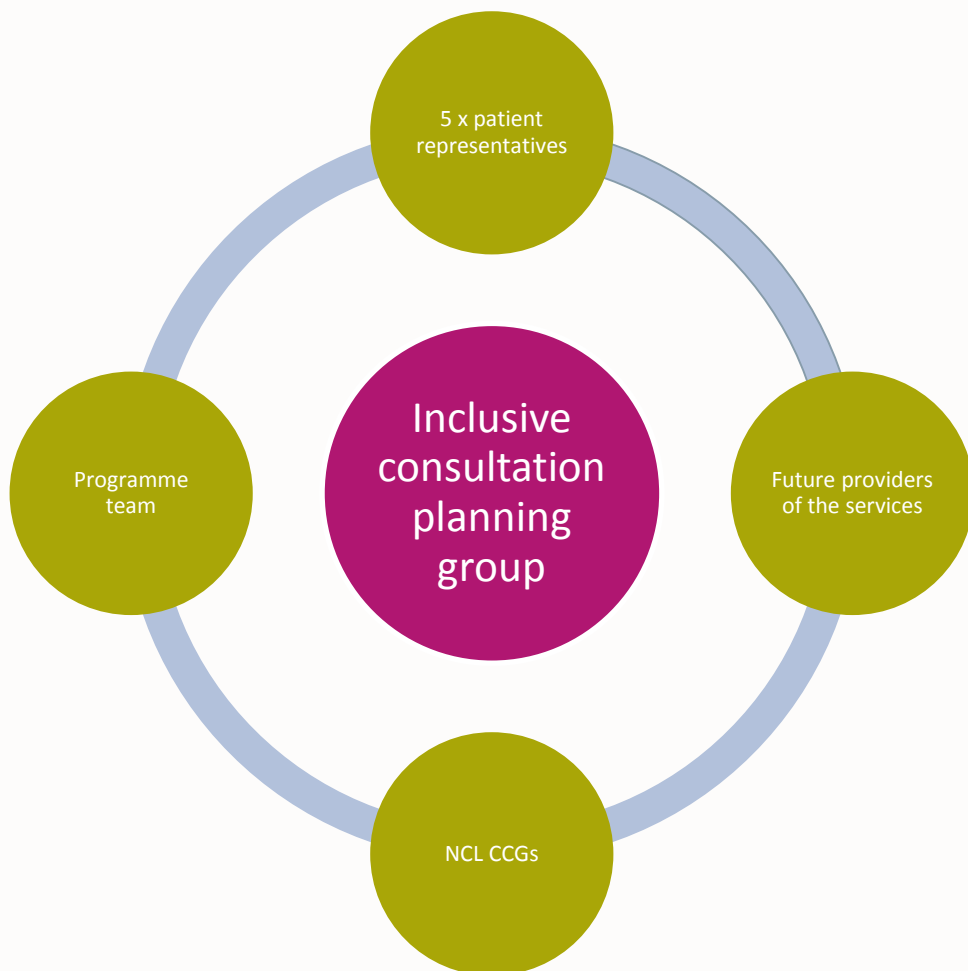 5 x patient
representatives
Inclusive
consultation
planning
group
Programme
team
Future providers
of the services
NCL CCGs